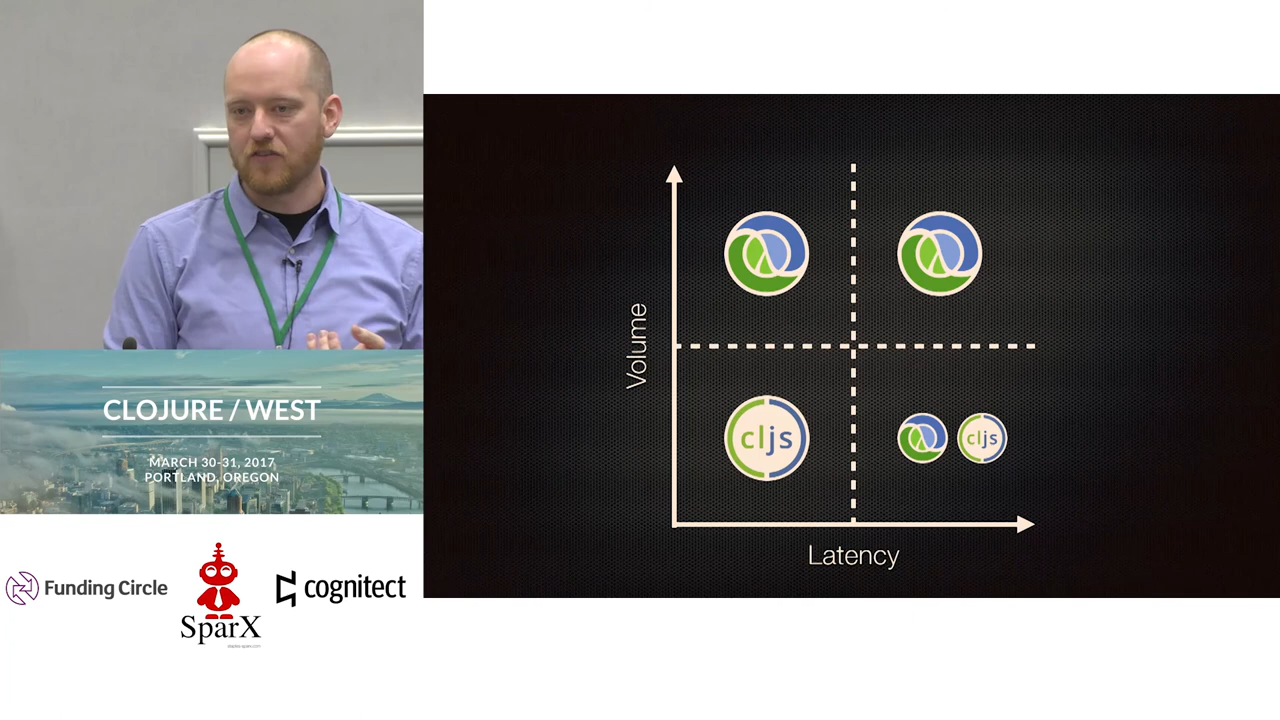 CLOJURE / WEST
MARCH 30-31, 2017
PORTLAND, OREGON
Funding Circle
SparX
cognitect
Volume
cljs
cljs
Latency